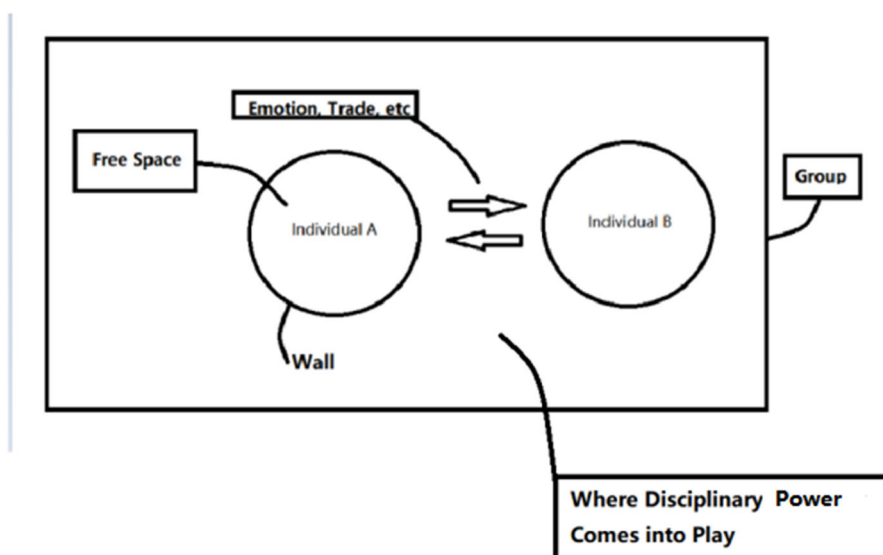 Emotion, Trade, etc
Free Space
Group
Individual A
Individual B
Wall
Where Disciplinary Power
Comes into Play